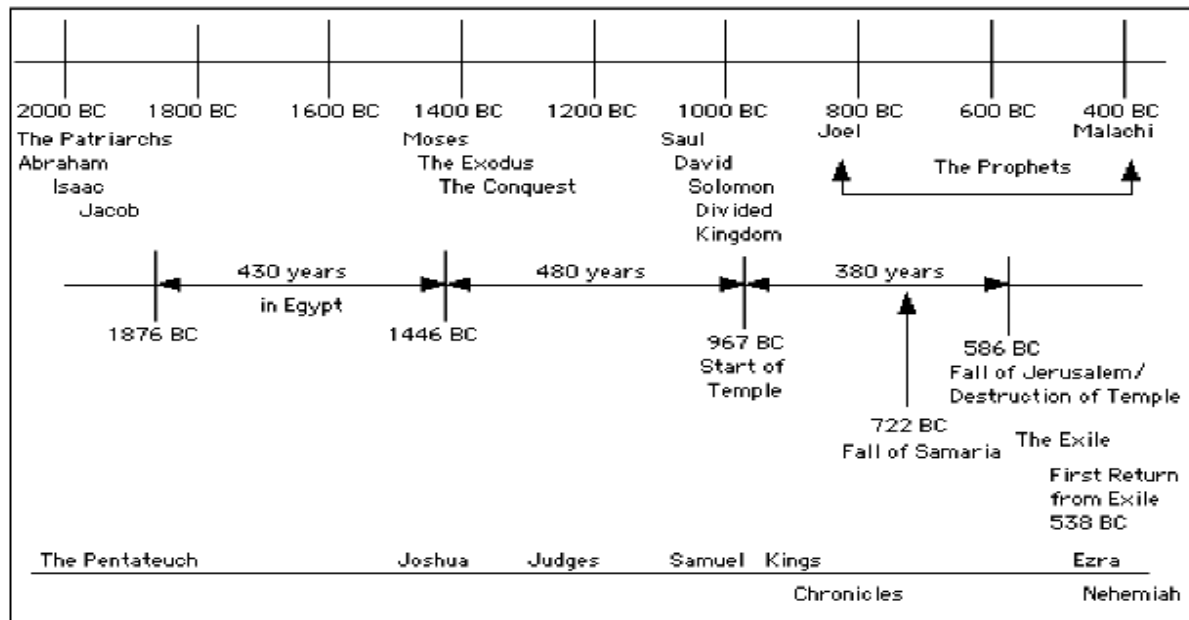 2000 BC 1800 BC 1600 BC 1400 BC 1200 BC 1000 BC 800 BC 600 BC 400 BC
The Patriarchs
Abraham
Isaac
Jacob
Moses
The Exodus
The Conquest
Saul
David
Solomon
Divided
Kingdom
Joel
The Prophets
Malachi
430 years
in Egypt
480 years
380 years
1876 BC
1446 BC
967 BC
Start of
Temple
722 BC
Fall of Samaria
586 BC
Fall of Jerusalem/
Destruction of Temple
The Exile
First Return
from Exile
538 BC
The Pentateuch Joshua Judges Samuel Kings Ezra
Chronicles Nehemiah